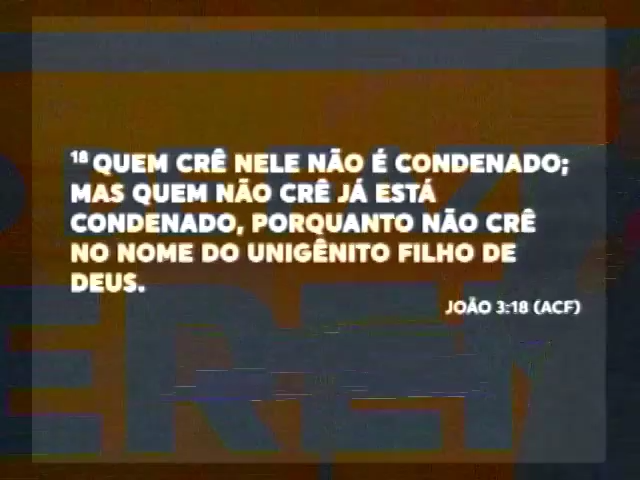 ¹⁸ QUEM CRÊ NELE NÃO É CONDENADO;
MAS QUEM NÃO CRÊ JÁ ESTÁ
CONDENADO, PORQUANTO NÃO CRÊ
NO NOME DO UNIGÊNITO FILHO DE
DEUS.
JOÃO 3:18 (ACF)